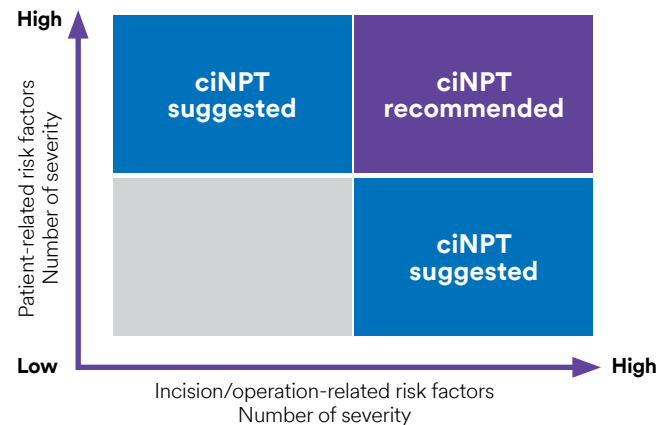 High
Patient-related risk factors
Number of severity
ciNPT
suggested
ciNPT
recommended
ciNPT
suggested
Low
High
Incision/operation-related risk factors
Number of severity